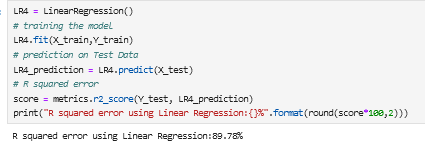 LR4 = LinearRegression()
# training the model
LR4.fit(X_train,Y_train)
# prediction on Test Data
LR4_prediction = LR4.predict(X_test)
# R squared error
score = metrics.r2_score(Y_test, LR4_prediction)
print("R squared error using Linear Regression:{}%".format(round(score*100,2)))
R squared error using Linear Regression:89.78%